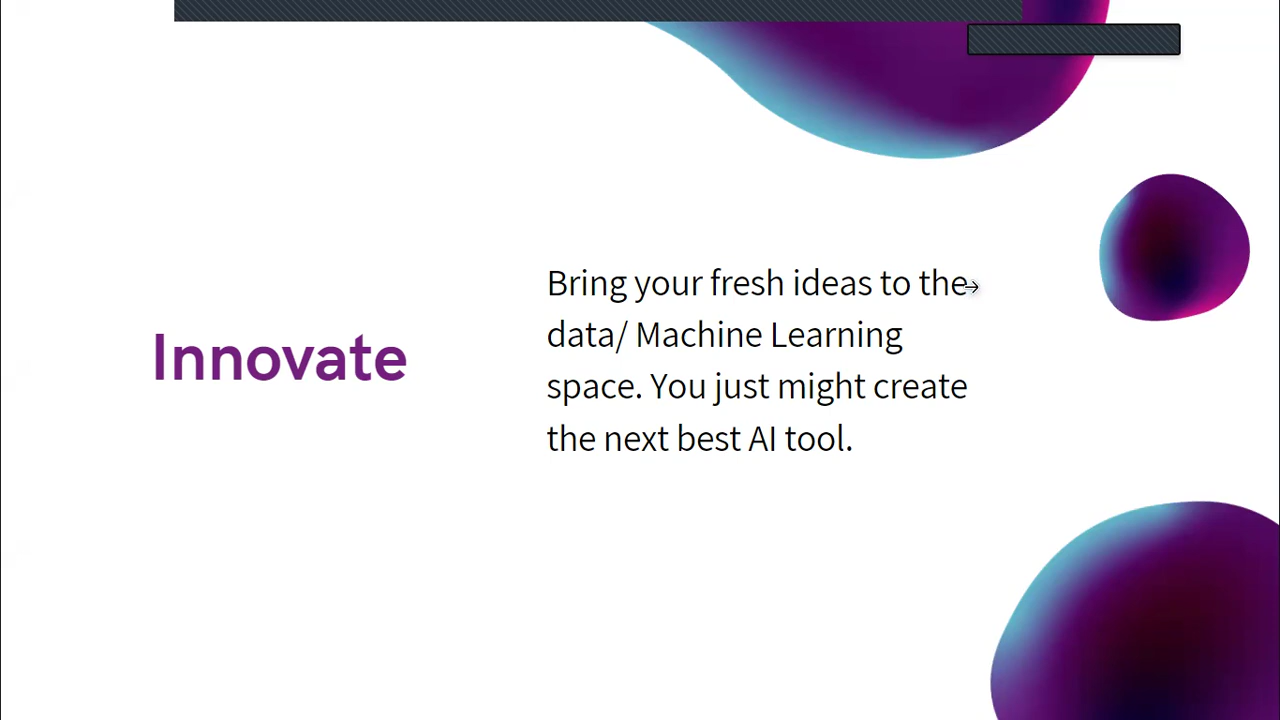 Innovate
Bring your fresh ideas to the
data/ Machine Learning
space. You just might create
the next best AI tool.